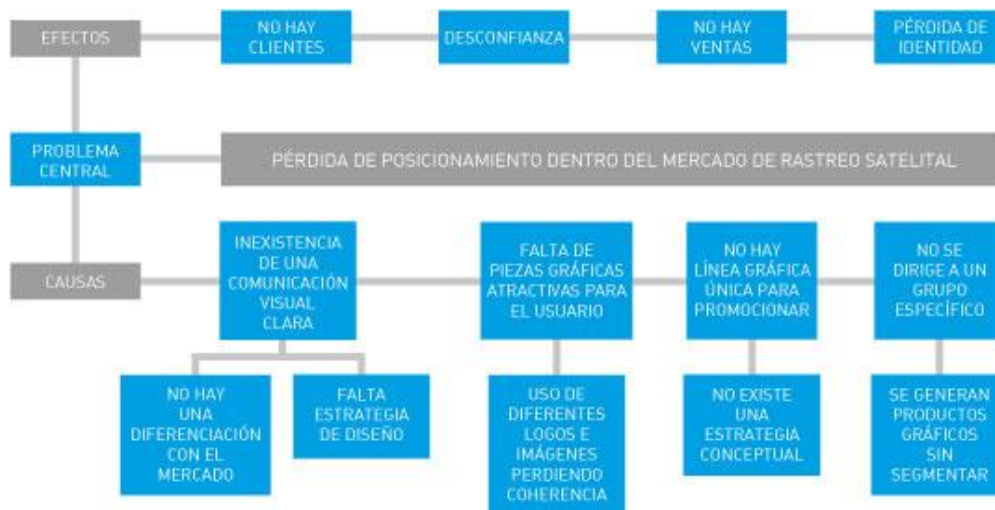 EFECTOS
NO HAY
CLIENTES
DESCONFIANZA
NO HAY
VENTAS
PÉRDIDA DE
IDENTIDAD
PROBLEMA
CENTRAL
PÉRDIDA DE POSICIONAMIENTO DENTRO DEL MERCADO DE RASTREO SATELITAL
CAUSAS
INEXISTENCIA
DE UNA
COMUNICACIÓN
VISUAL
CLARA
FALTA DE
PIEZAS GRÁFICAS
ATRACTIVAS PARA
EL USUARIO
NO HAY
LÍNEA GRÁFICA
ÚNICA PARA
PROMOCIONAR
NO SE
DIRIGE A UN
GRUPO
ESPECÍFICO
NO HAY
UNA
DIFERENCIACIÓN
CON EL
MERCADO
FALTA
ESTRATEGIA
DE DISEÑO
USO DE
DIFERENTES
LOGOS E
IMÁGENES
PERDIENDO
COHERENCIA
NO EXISTE
UNA
ESTRATEGIA
CONCEPTUAL
SE GENERAN
PRODUCTOS
GRÁFICOS
SIN
SEGMENTAR